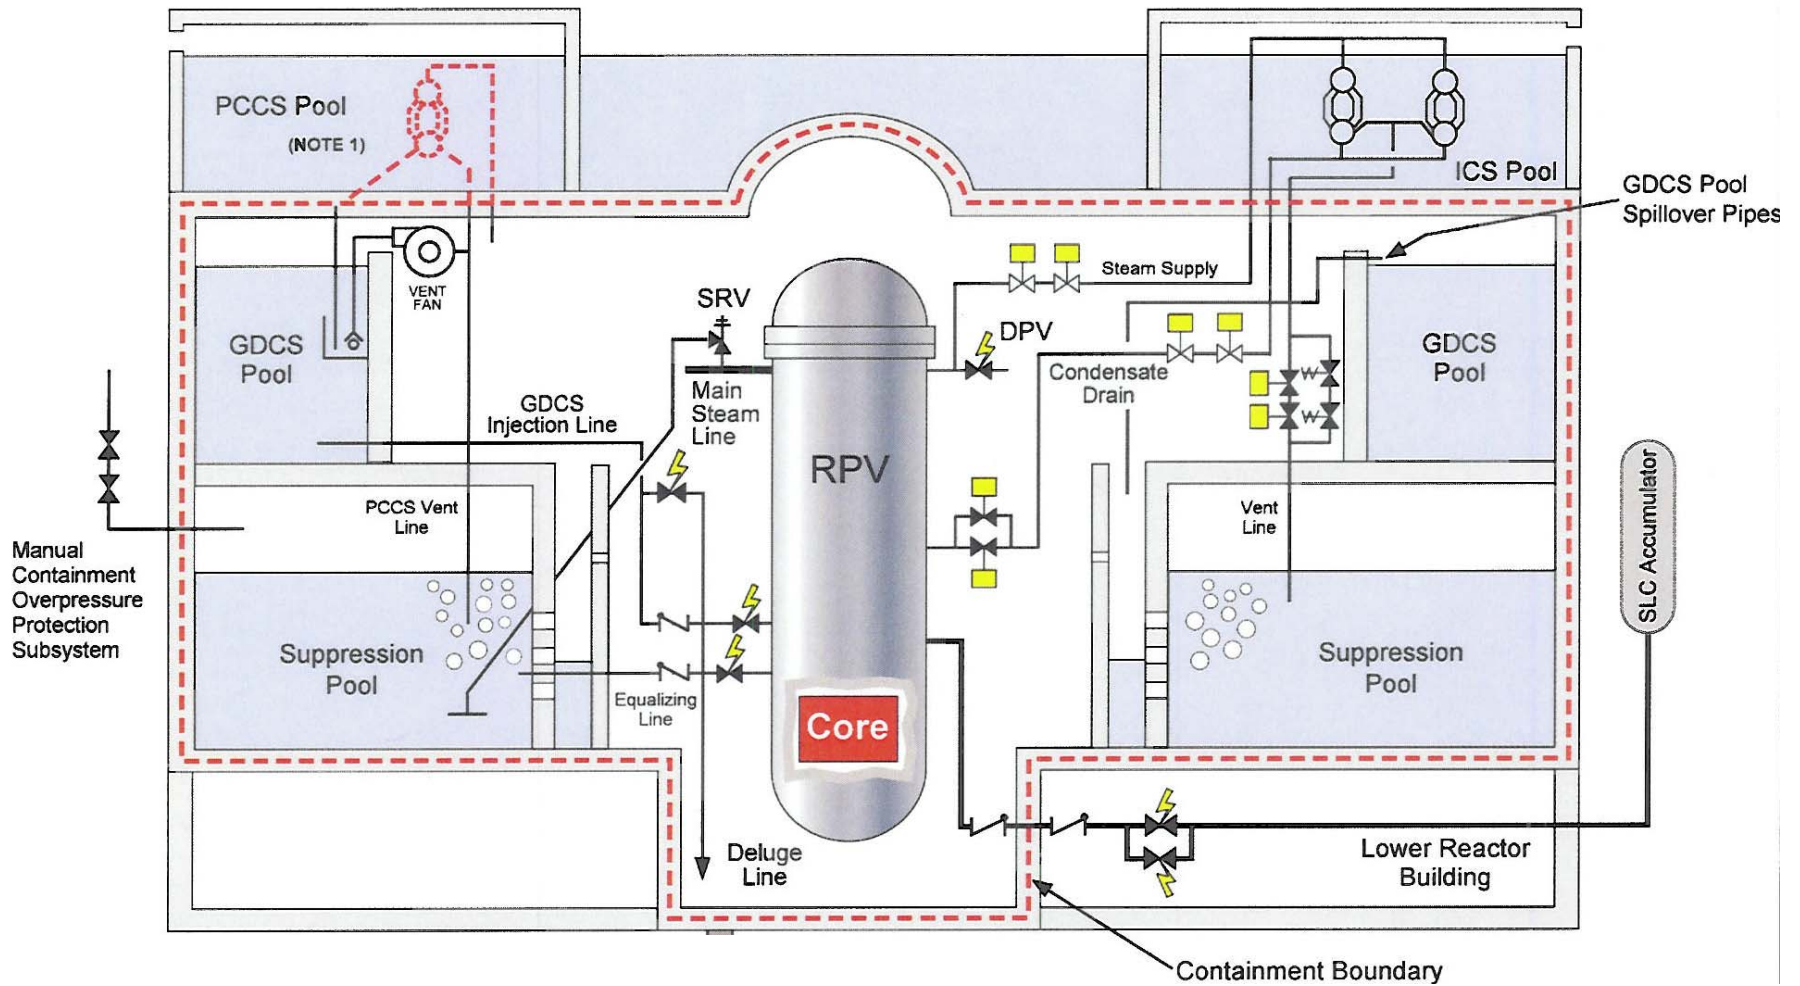 PCCS Pool
(NOTE 1)
ICS Pool
GDCS Pool
Spillover Pipes
VENT
FAN
SRV
Steam Supply
DPV
GDCS
Pool
Main
Steam
Line
Condensate
Drain
GDCS
Pool
GDCS
Injection Line
RPV
PCCS Vent
Line
Vent
Line
SLC Accumulator
Manual
Containment
Overpressure
Protection
Subsystem
Suppression
Pool
Equalizing
Line
Core
Suppression
Pool
Deluge
Line
Lower Reactor
Building
Containment Boundary